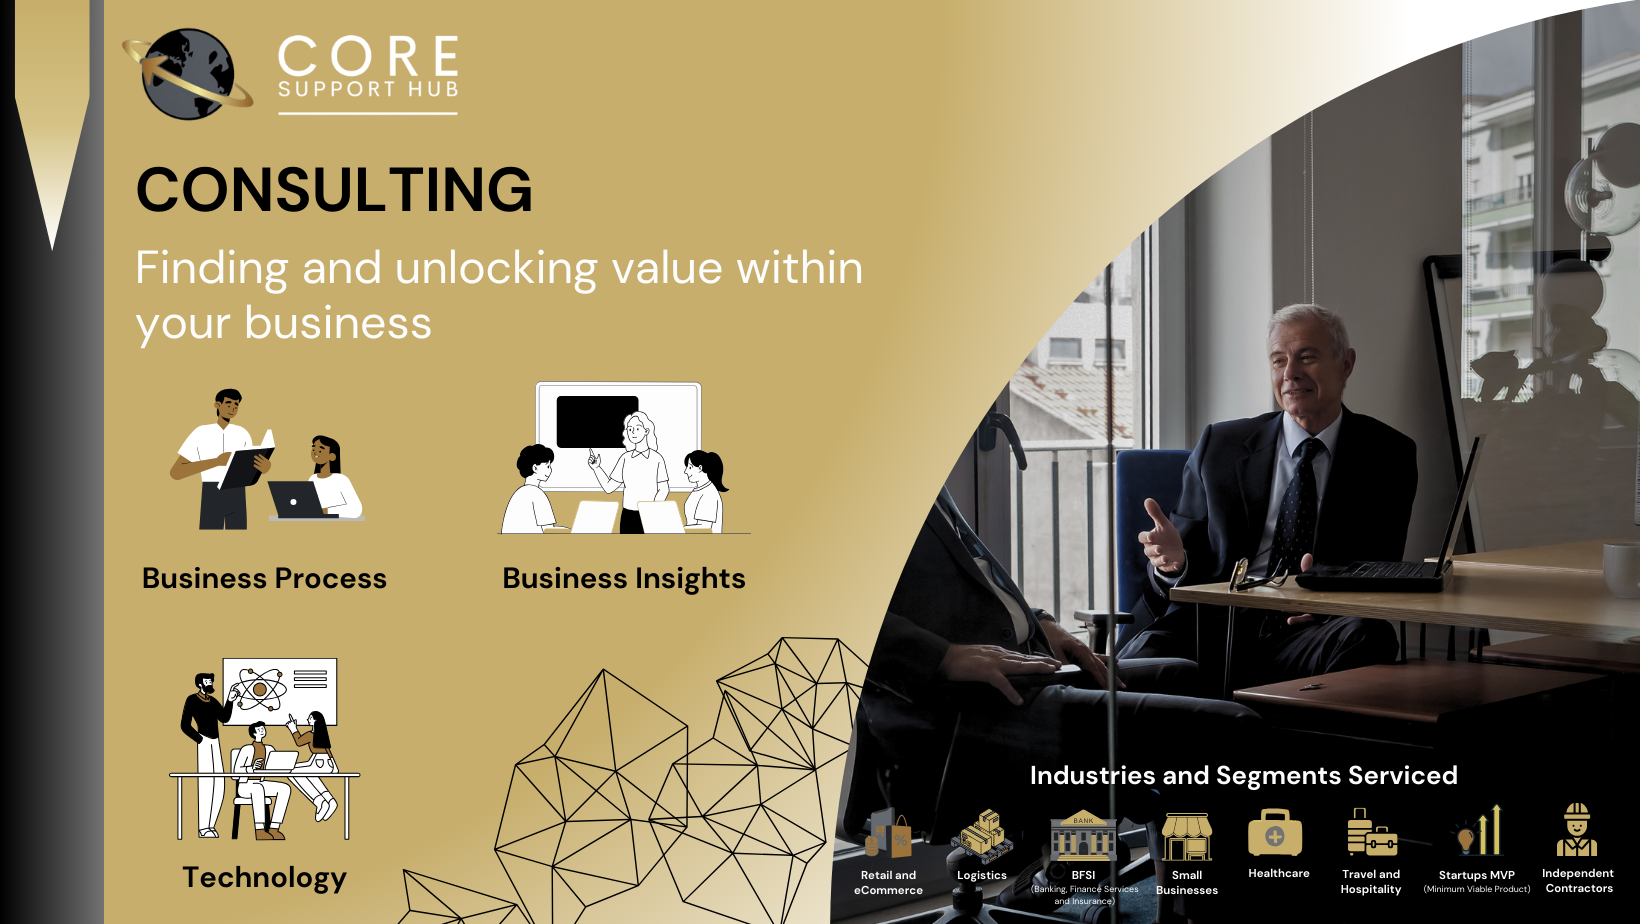 CORE
SUPPORT HUB
CONSULTING
Finding and unlocking value within
your business
Business Process
Business Insights
Technology
Industries and Segments Serviced
%
BANK
Retail and
eCommerce
Logistics
BFSI
(Banking, Finance Services
and Insurance)
Small
Businesses
Healthcare
Travel and
Hospitality
Startups MVP
(Minimum Viable Product)
Independent
Contractors